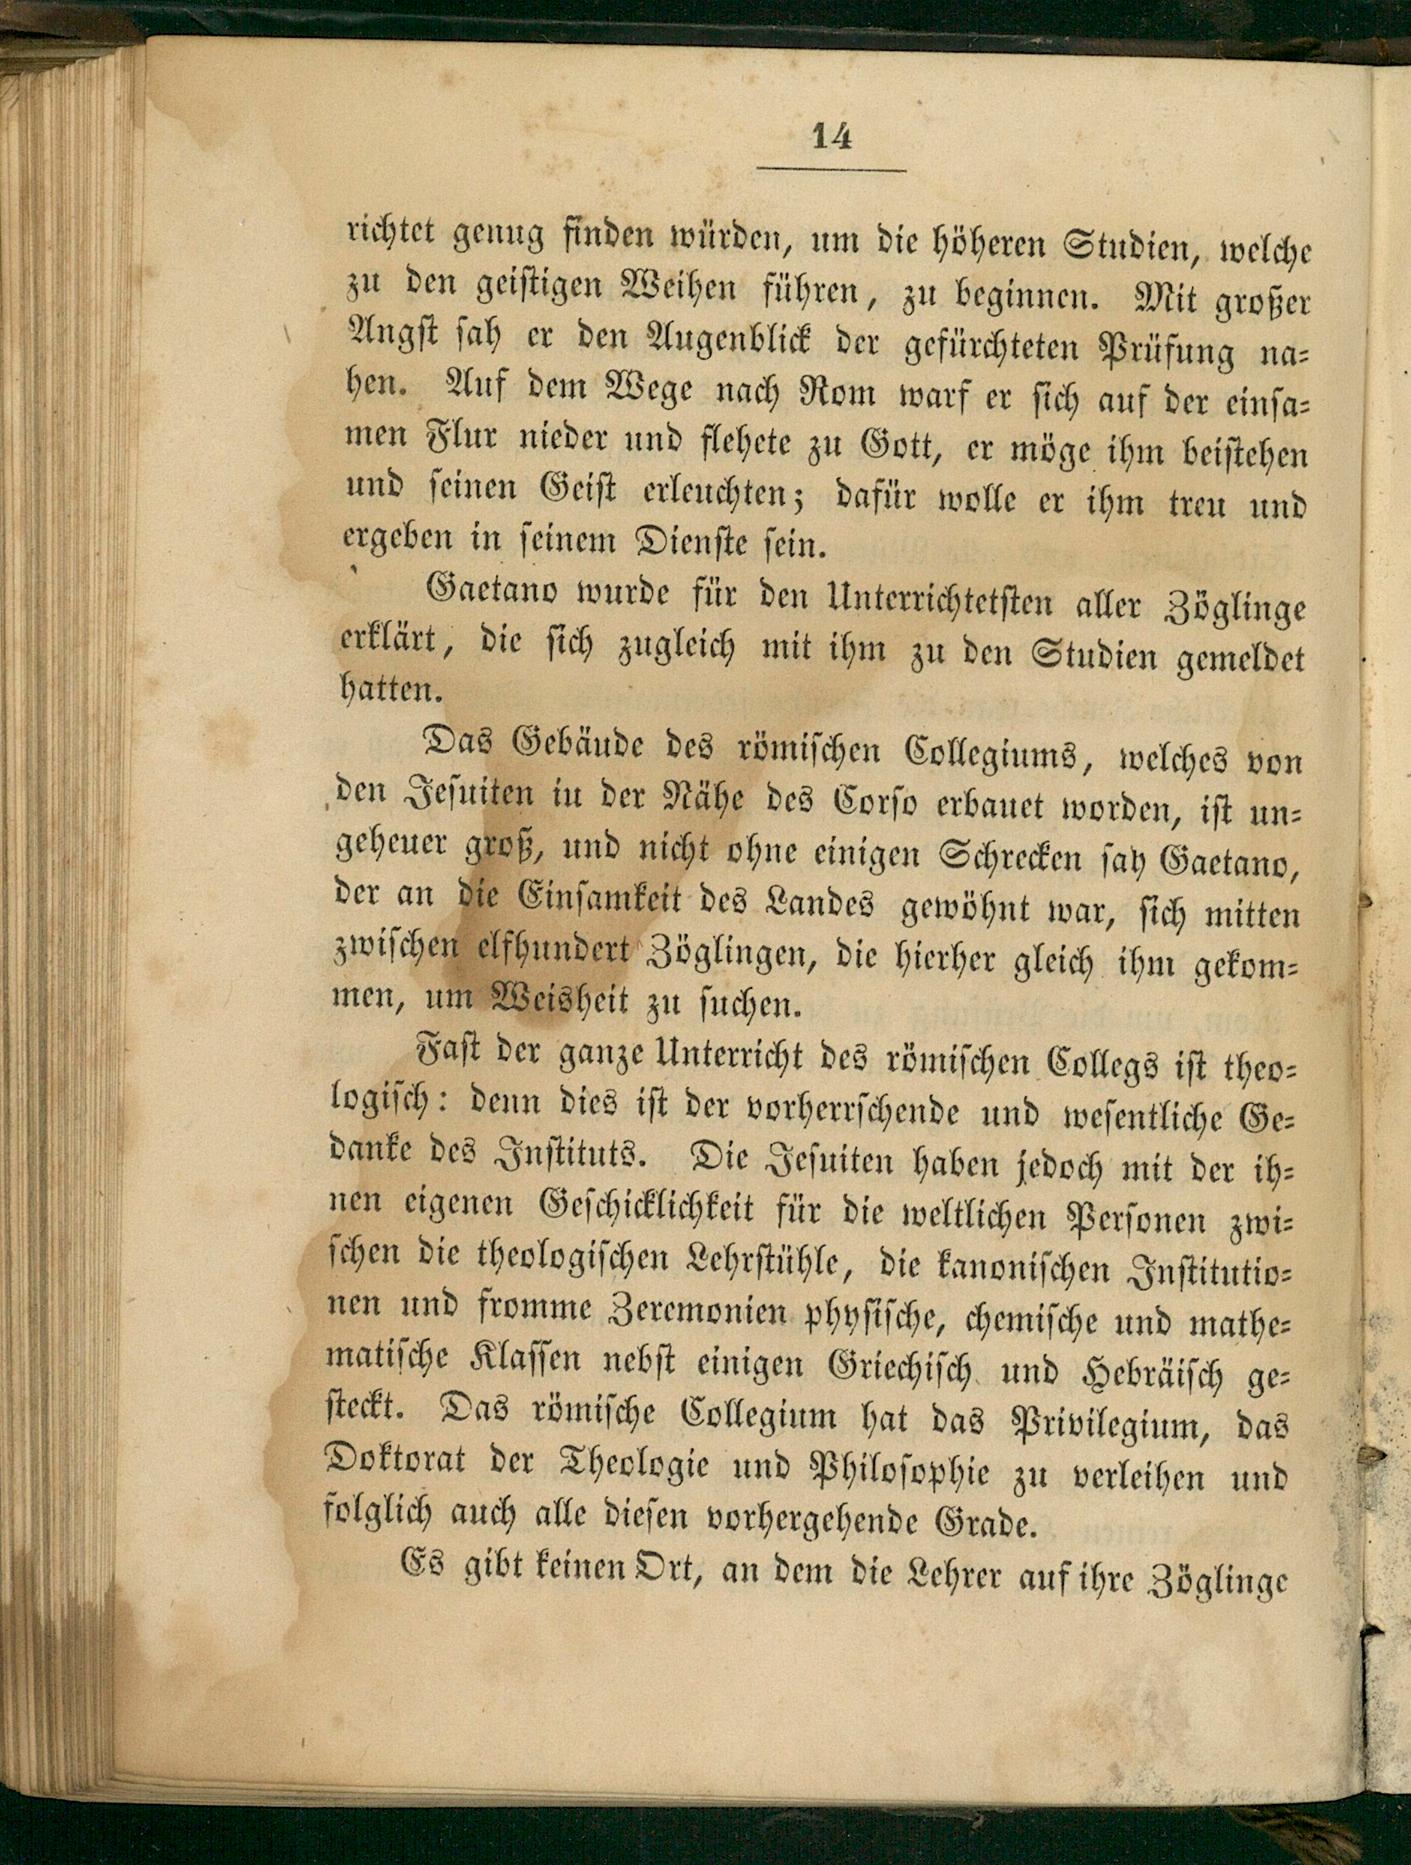 14
richtet genug finden würden, um die höheren Studien, welche
zu den geistigen Weihen führen, zu beginnen. Mit großer
Angst sah er den Augenblick der gefürchteten Prüfung na-
hen. Auf dem Wege nach Rom warf er sich auf der einsa-
men Flur nieder und flehete zu Gott, er möge ihm beistehen
und seinen Geist erleuchten; dafür wolle er ihm treu und
ergeben in seinem Dienste sein.
Gaetano wurde für den Unterrichtetsten aller Zöglinge
erklärt, die sich zugleich mit ihm zu den Studien gemeldet
hatten.
Das Gebäude des römischen Collegiums, welches von
den Jesuiten in der Nähe des Corso erbauet worden, ist un-
geheuer groß, und nicht ohne einigen Schrecken sah Gaetano,
der an die Einsamkeit des Landes gewöhnt war, sich mitten
zwischen elfhundert Zöglingen, die hierher gleich ihm gekom-
men, um Weisheit zu suchen.
Fast der ganze Unterricht des römischen Collegs ist theo-
logisch: denn dies ist der vorherrschende und wesentliche Ge-
danke des Instituts. Die Jesuiten haben jedoch mit der ih-
nen eigenen Geschicklichkeit für die weltlichen Personen zwi-
schen die theologischen Lehrstühle, die kanonischen Institutio-
nen und fromme Zeremonien physische, chemische und mathe-
matische Klassen nebst einigen Griechisch und Hebräisch ge-
steckt. Das römische Collegium hat das Privilegium, das
Doktorat der Theologie und Philosophie zu verleihen und
folglich auch alle diesen vorhergehende Grade.
Es gibt keinen Ort, an dem die Lehrer auf ihre Zöglinge